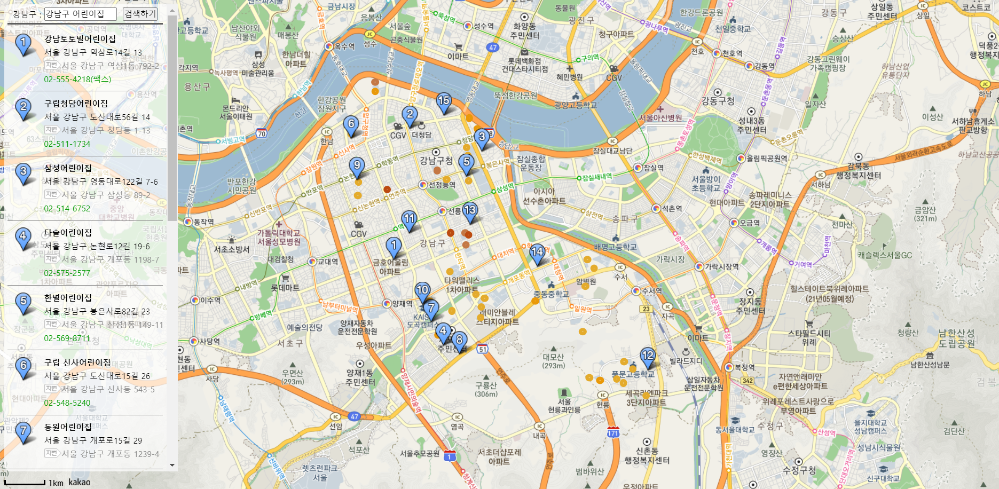 강남구 : 강남구 어린이집 검색하기
1 강남토토빌어린이집
서울 강남구 역삼로14길 13
지번 서울 강남구 역삼1동 792-2
02-555-4218(팩스)
2 구립청담어린이집
서울 강남구 도산대로56길 14
지번 서울 강남구 청담동 1-13
02-511-1734
3 삼성어린이집
서울 강남구 영동대로122길 7-6
지번 서울 강남구 삼성동 89-2
02-514-6752
4 다솔어린이집
서울 강남구 논현로12길 19-6
지번 서울 강남구 개포동 1198-7
02-575-2577
5 한별어린이집
서울 강남구 봉은사로82길 23
지번 서울 강남구 삼성1동 149-11
02-569-8711
6 구립 신사어린이집
서울 강남구 도산대로15길 26
지번 서울 강남구 신사동 543-5
02-548-5240
7 동원어린이집
서울 강남구 개포로15길 29
지번 서울 강남구 개포동 1239-4
1km kakao
금남시장
응봉산
서울숲
뚝섬역
성수역
화양동
주민센터
동물원
광진구
광나루역
한강드론공원
천일중학교
강동구
상일동
주민센터
상일
코스트코
남산야외
식물원
매봉산
옥수역
성수
곤충식물원
이마트
47
롯데백화점
건대스타시티점
구의역
청구아파트
천호
천호역
강동역
길동역
승상산
강동그린웨이
가족캠핑장
하남산업
유통단지
덕풍2
행정복지
하남
각지역
녹사평역
삼성
미술관리움
한남더힐
아파트
혜민병원
CGV
올림픽대교
용산구
몬드리안
서울이태원
한남역
한강공원
잠원지구
뚝섬한강공원
광양고등학교
서울아산병원
강동구청
둔촌동역
일자산
성내3동
주민센터
이성산
서하남휴게소
판교방향
70
서빙고역
한남
신사역
CGV
더청담
강남구청
학동역
봉은사역
청담2교
잠실종합
운동장
잠실대교남단
몽촌토성역
한성백제역
올림픽공원역
둔촌오륜역
서울외곽순환고속도로
하남교산공공
감북동
행정복지센터
서하남
반포한강
시민공원
잠원역
반포역
논현역
선정릉역
언주역
신논현역
삼성역
잠실새내역
잠실역
서울방이
초등학교
방이역
송파레미니스
2단지아파트
현대아파트
아시아
선수촌아파트
동작대교
동작역
신반포역
선릉
삼전역
송파구
석촌역
오금역
금암산
(321m)
천마산
가톨릭대학교
서울성모병원
CGV
강남구
서초소방서
대검찰청
교대역
금호어울림
아파트
한티역
대치역
대청역
배명고등학교
송파역
가락시장
가락시장역
개롱역
거여역
마천역
캐슬렉스서울GC
내방역
롯데마트
타워팰리스
1차아파트
개포동역
암병원
수서
이수역
양재역
남부터미널역
중동중학교
수서역
문정역
장지동
주민센터
힐스테이트북위례아파트
(21년05월예정)
방배역
예술의전당
양재자동차
운전전문학원
도곡캠퍼스
래미안블레
스티지아파트
일원역
23
자곡
이마트
장지역
스타필드시티
위례
청량산
남한산성
도립공원
사당역
서초구
우성아파트
주민센터
51
대모산
(293m)
빌라드지디
복정역
남한산성남문
사당
우면산
(293m)
양재1동
주민센터
구룡산
(306m)
언주로
풍문고등학교
세곡리엔파크
3단지아파트
삼일자동차
운전전문학원
342
자연앤래미안
e편한세상아파트
위례포레스트사랑으로
부영아파트
남태령역
선암
47
양재시민의숲역
염곡
서울
헌릉과인릉
헌릉
171
내곡
동서울대학교
수정구
산성역
을지대학교
성남캠퍼스
검단산
선바위역
석포산
서울추모공원
1
서초더샵포레
아파트
범바위산
신촌동
행정복지센터
영장산
성남시식물원
렛츠런파크
서울
가천대역
수정구청
신구대학교
단대오거리역
1
2
3
4
5
6
7
8
9
10
11
12
13
14
15